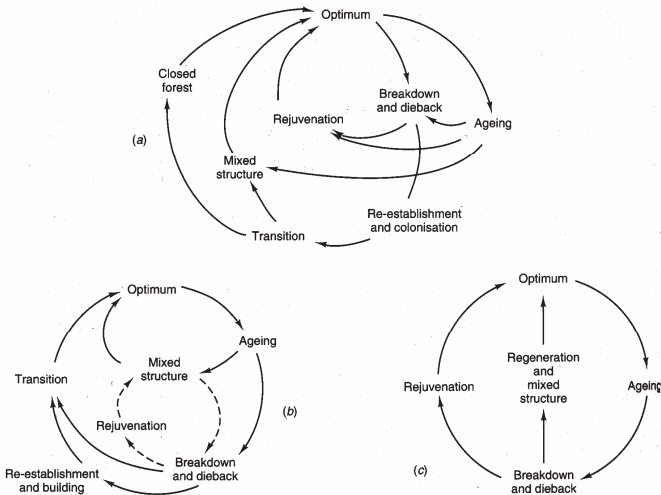 Optimum
Closed
forest
Breakdown
and dieback
Rejuvenation
Ageing
(a)
Mixed
structure
Re-establishment
and colonisation
Transition
Optimum
Ageing
Mixed
structure
Transition
(b)
Rejuvenation
Breakdown
and dieback
Re-establishment
and building
Optimum
Regeneration
and
mixed
structure
Rejuvenation
Ageing
(c)
Breakdown
and dieback